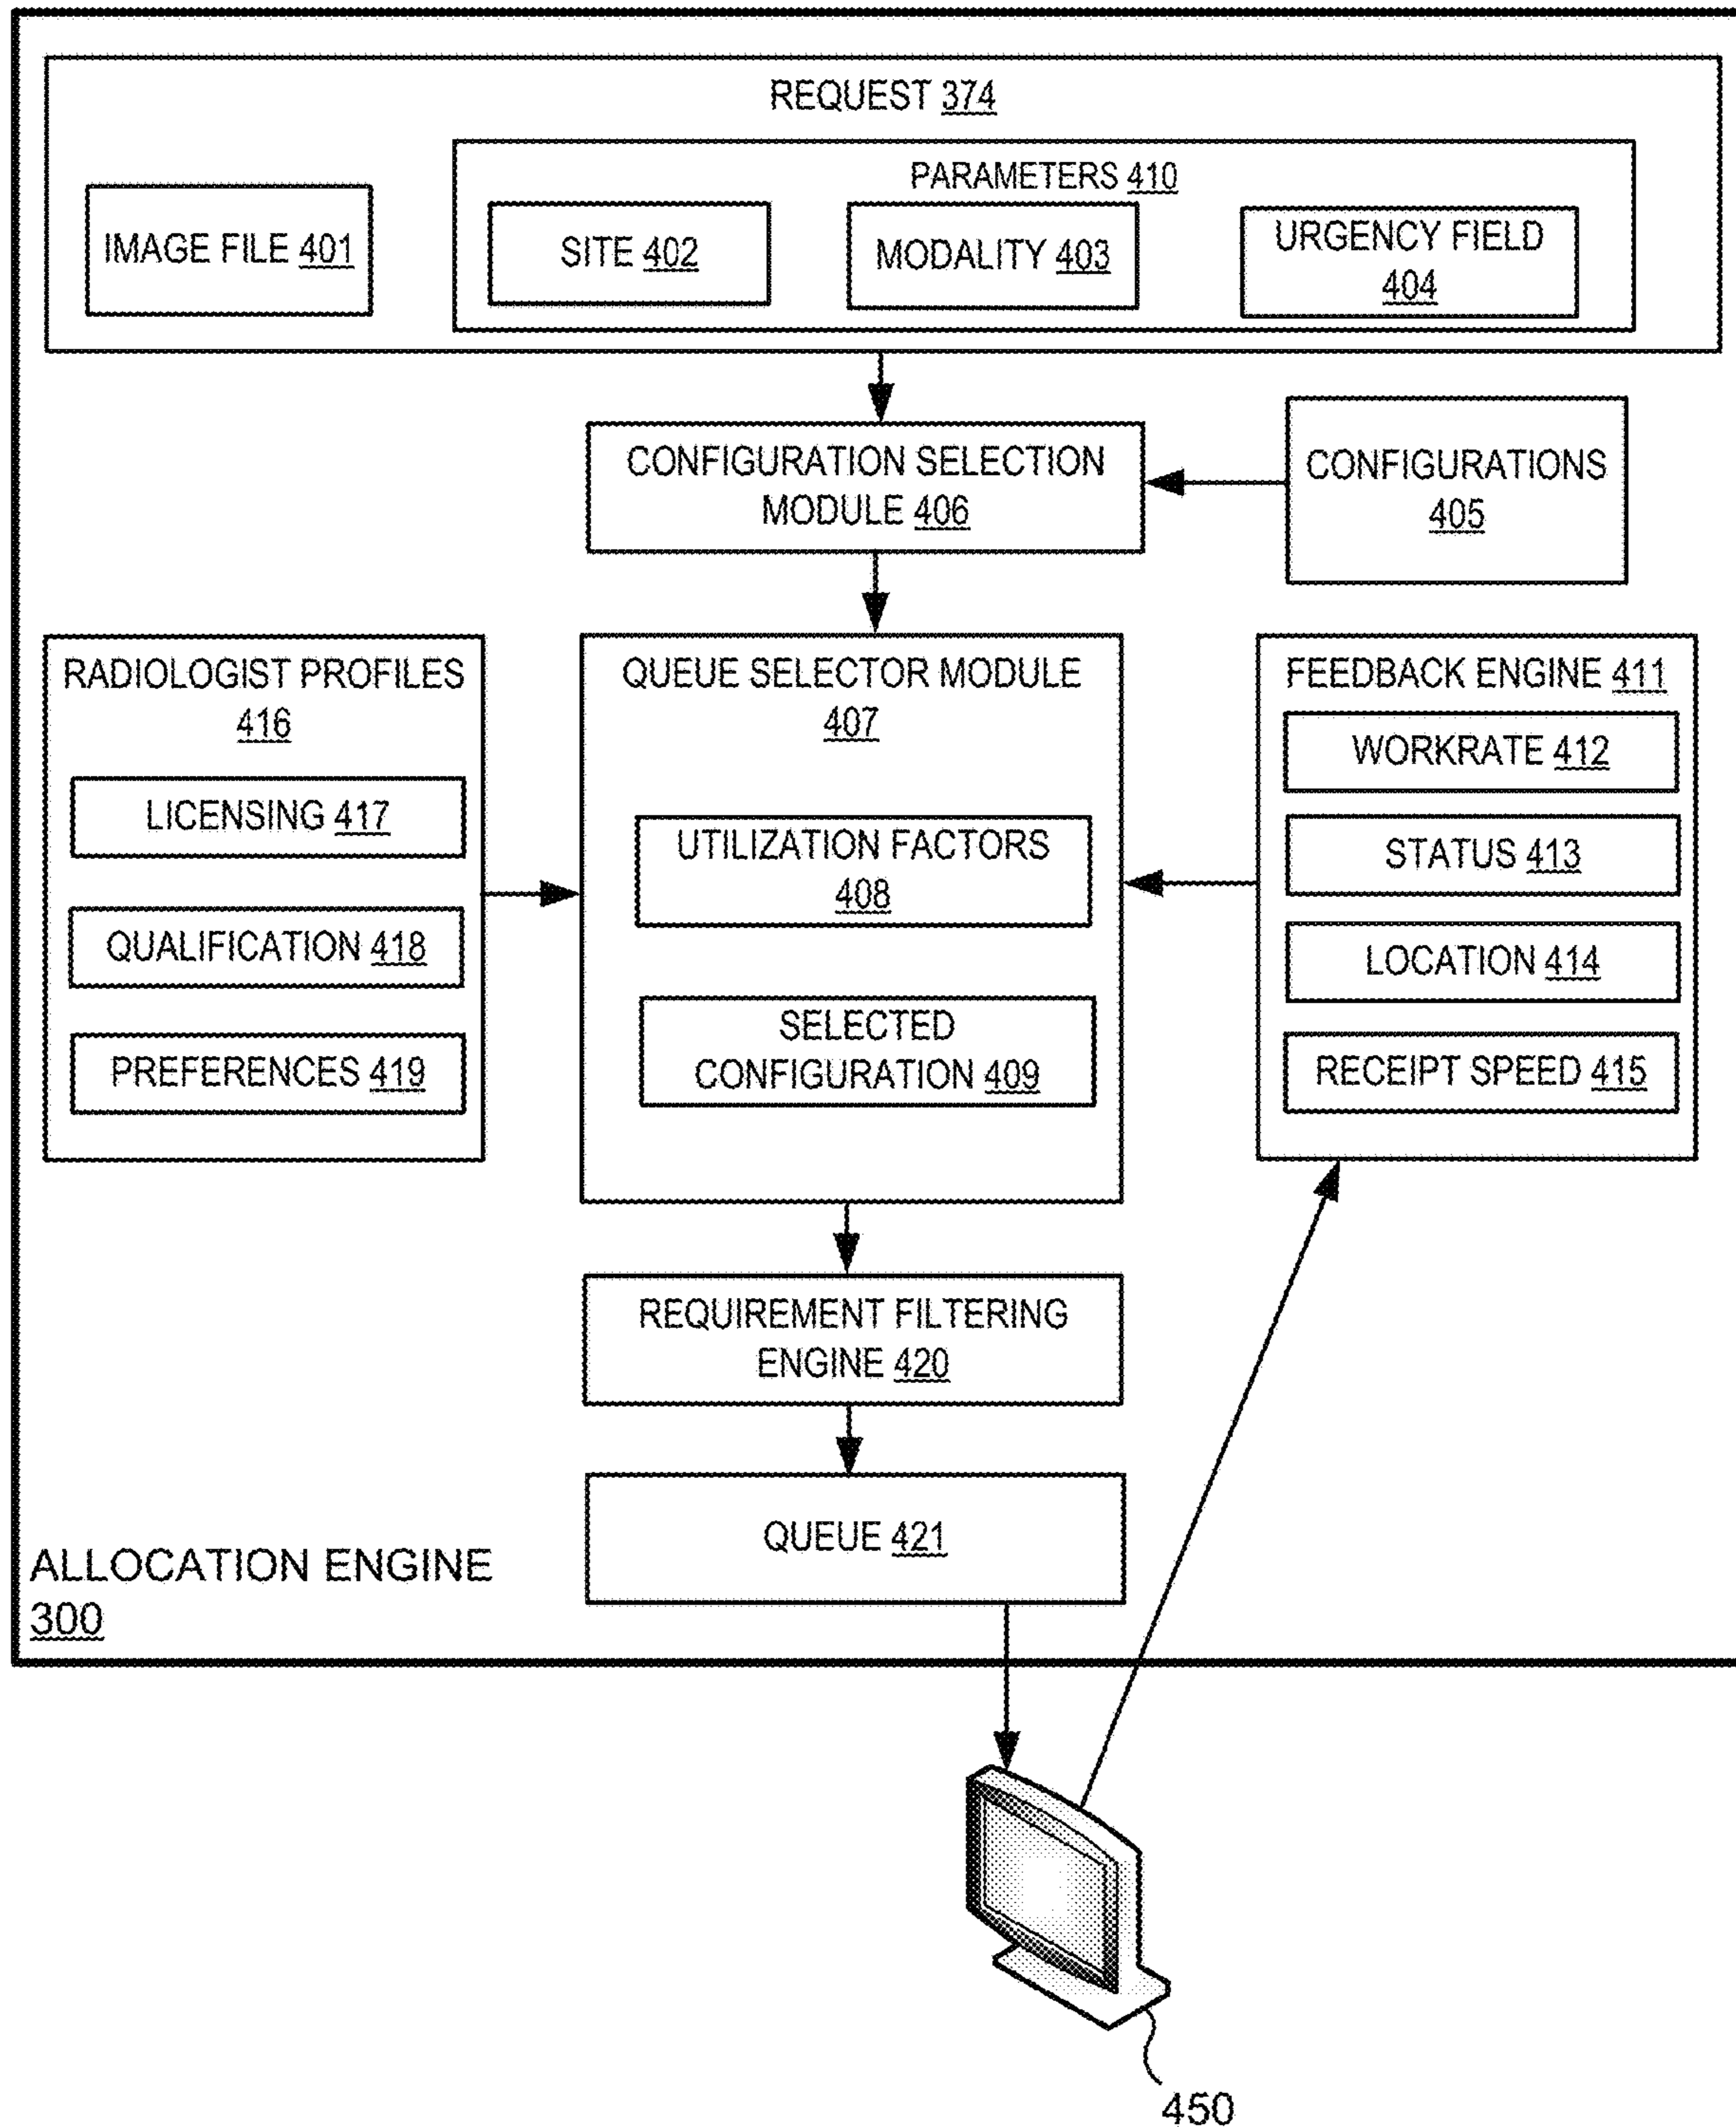 REQUEST 374
PARAMETERS 410
IMAGE FILE 401
SITE 402
MODALITY 403
URGENCY FIELD
404
CONFIGURATION SELECTION
MODULE 406
CONFIGURATIONS
405
RADIOLOGIST PROFILES
416
LICENSING 417
QUALIFICATION 418
PREFERENCES 419
QUEUE SELECTOR MODULE
407
UTILIZATION FACTORS
408
SELECTED
CONFIGURATION 409
FEEDBACK ENGINE 411
WORKRATE 412
STATUS 413
LOCATION 414
RECEIPT SPEED 415
REQUIREMENT FILTERING
ENGINE 420
QUEUE 421
ALLOCATION ENGINE
300
450